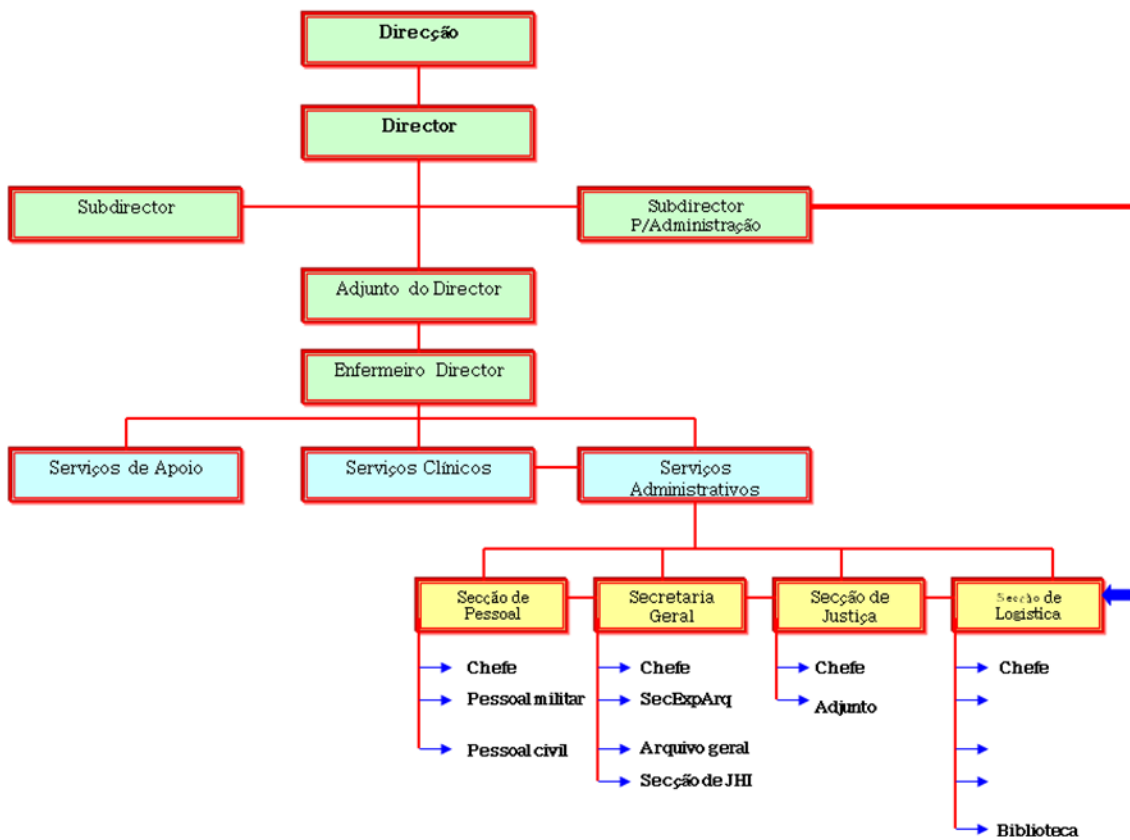 Direcção
Director
Subdirector
Subdirector
P/Administração
Adjunto do Director
Enfermeiro Director
Serviços de Apoio
Serviços Clínicos
Serviços
Administrativos
Secção de
Pessoal
Secretaria
Geral
Secção de
Justiça
Secção de
Logistica
Chefe
Pessoal militar
Pessoal civil
Chefe
SecExpArq
Arquivo geral
Secção de JHI
Chefe
Adjunto
Chefe
Biblioteca